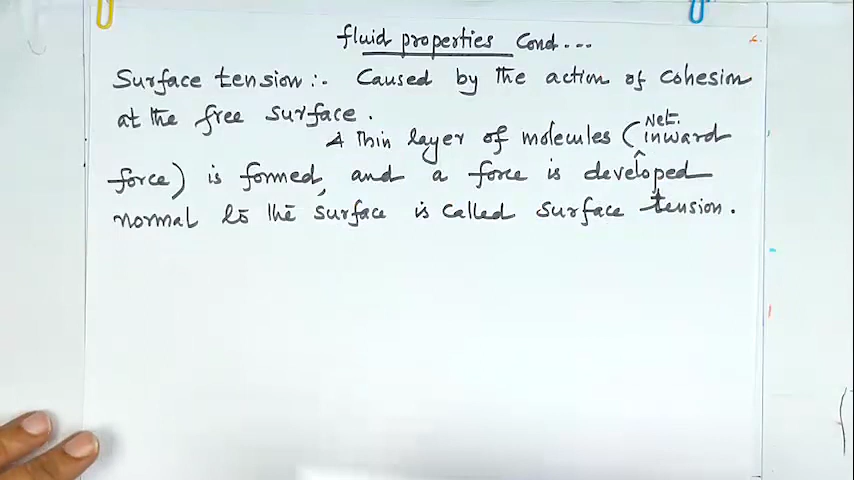 fluid properties Cond...
Surface tension :- Caused by the action of cohesion
at the free surface.
A thin layer of molecules (Net inward
force) is formed, and a force is developed
normal to the surface is called surface tension.